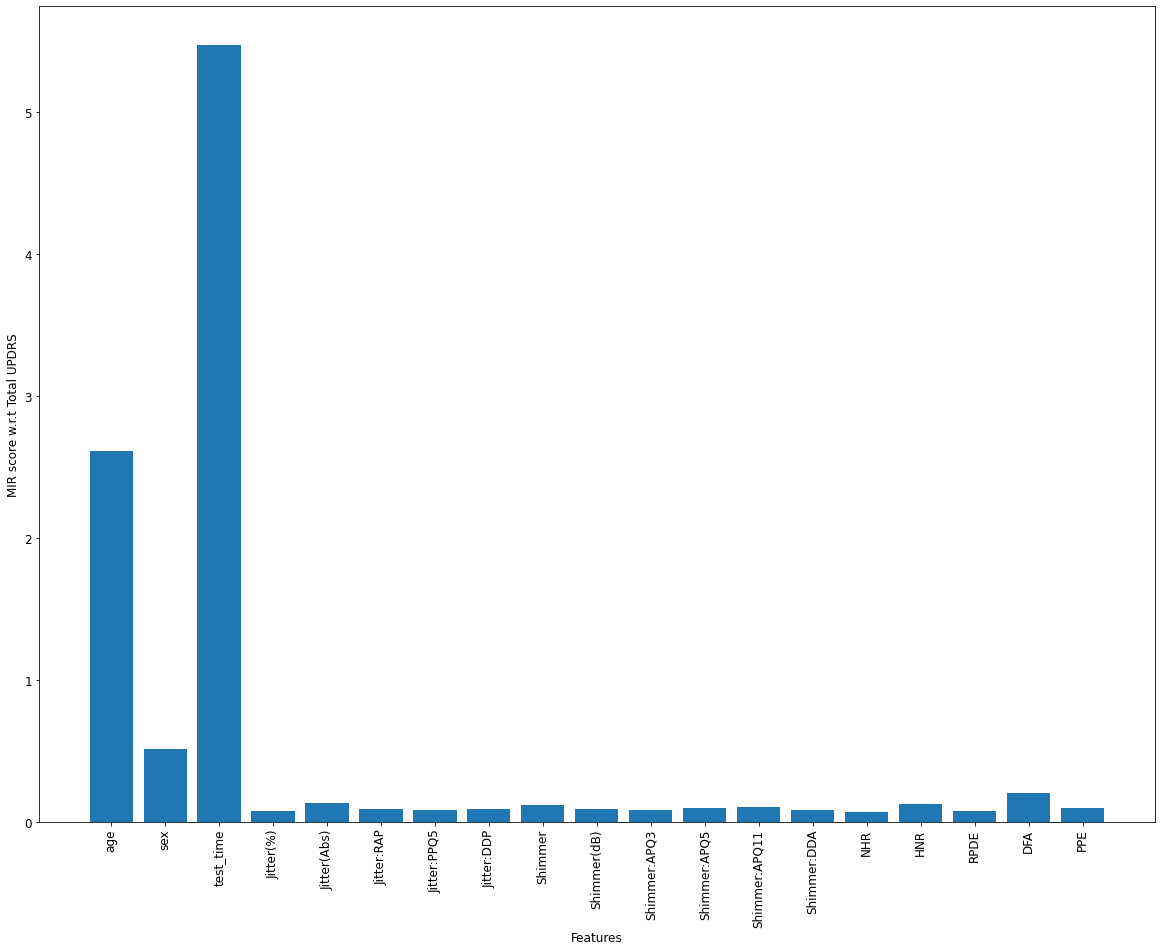 MIR score w.r.t Total UPDRS
5
4
3
2
1
0
age
sex
test_time
Jitter(%)
Jitter(Abs)
Jitter:RAP
Jitter:PPQ5
Jitter:DDP
Shimmer
Shimmer(dB)
Shimmer:APQ3
Shimmer:APQ5
Shimmer:APQ11
Shimmer:DDA
NHR
HNR
RPDE
DFA
PPE
Features